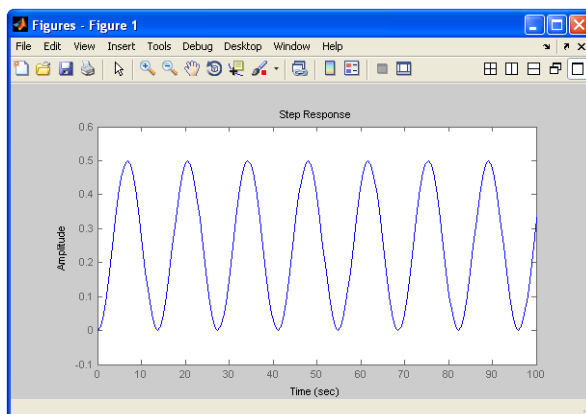 Figures - Figure 1
File Edit View Insert Tools Debug Desktop Window Help
Step Response
0.6
0.5
0.4
0.3
0.2
0.1
0
-0.1
Amplitude
0 10 20 30 40 50 60 70 80 90 100
Time (sec)